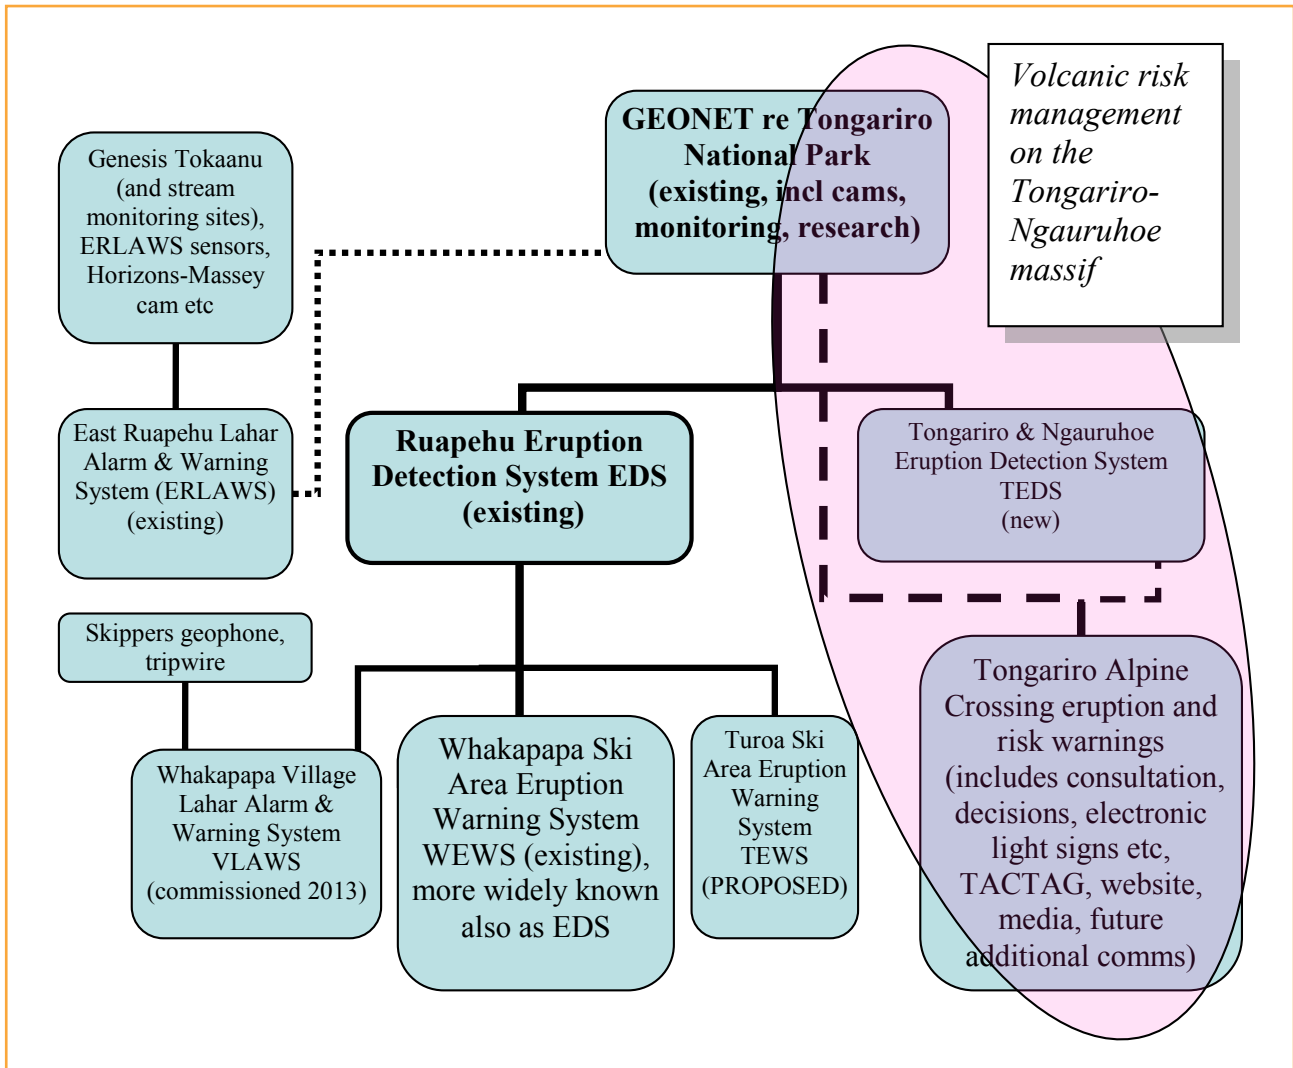 GEONET re Tongariro
National Park
(existing, incl cams,
monitoring, research)
Volcanic risk
management
on the
Tongariro-
Ngauruhoe
massif
Genesis Tokaanu
(and stream
monitoring sites),
ERLAWS sensors,
Horizons-Massey
cam etc
East Ruapehu Lahar
Alarm & Warning
System (ERLAWS)
(existing)
Ruapehu Eruption
Detection System EDS
(existing)
Tongariro & Ngauruhoe
Eruption Detection System
TEDS
(new)
Skippers geophone,
tripwire
Whakapapa Village
Lahar Alarm &
Warning System
VLAWS
(commissioned 2013)
Whakapapa Ski
Area Eruption
Warning System
WEWS (existing),
more widely known
also as EDS
Turoa Ski
Area Eruption
Warning
System
TEWS
(PROPOSED)
Tongariro Alpine
Crossing eruption and
risk warnings
(includes consultation,
decisions, electronic
light signs etc,
TACTAG, website,
media, future
additional comms)